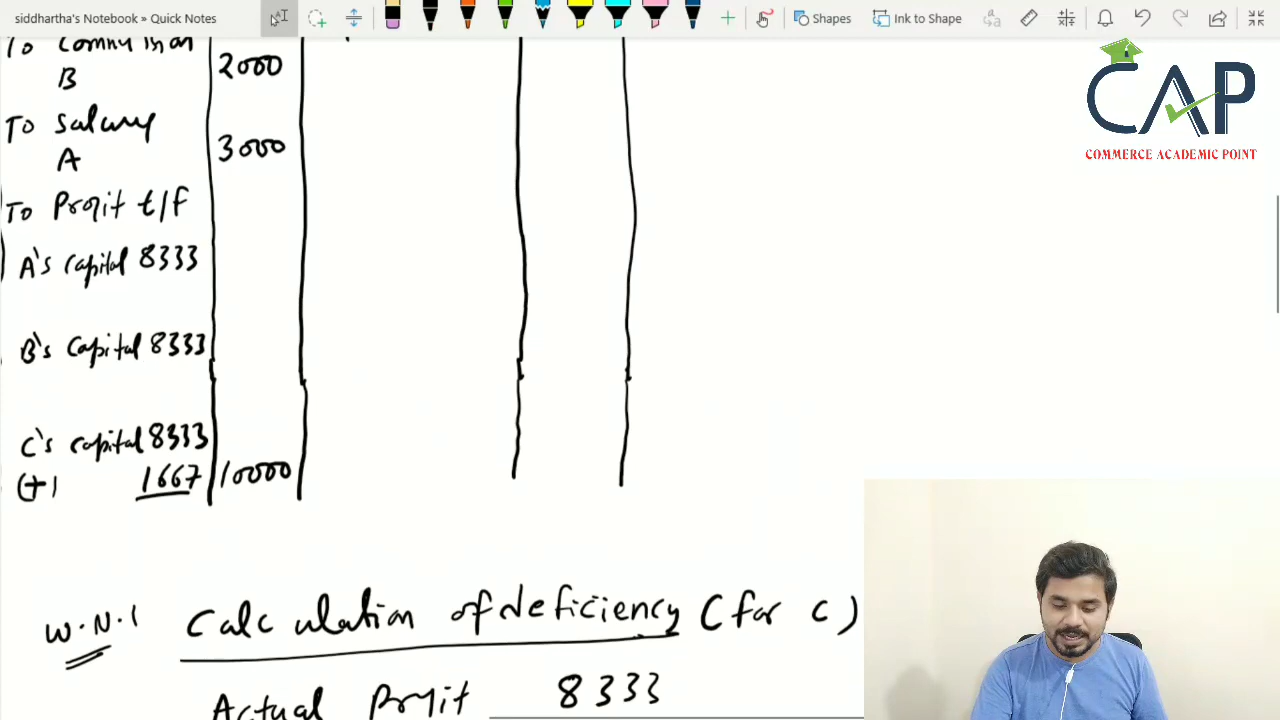 siddhartha's Notebook » Quick Notes
Shapes
Ink to Shape
CAP
COMMERCE ACADEMIC POINT
To
B 2000
To Salary
A 3000
To Profit t/f
A's Capital 8333
B's Capital 8333
C's Capital 8333
(+) 1667 10000
W.N.1 Calculation of deficiency (for C)
Actual Profit 8333